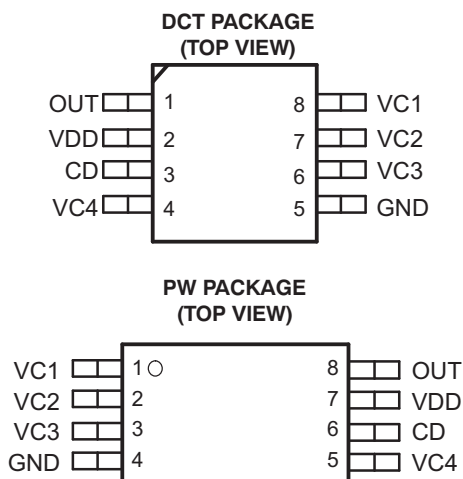 DCT PACKAGE
(TOP VIEW)
OUT 1 8 VC1
VDD 2 7 VC2
CD 3 6 VC3
VC4 4 5 GND
PW PACKAGE
(TOP VIEW)
VC1 1 8 OUT
VC2 2 7 VDD
VC3 3 6 CD
GND 4 5 VC4